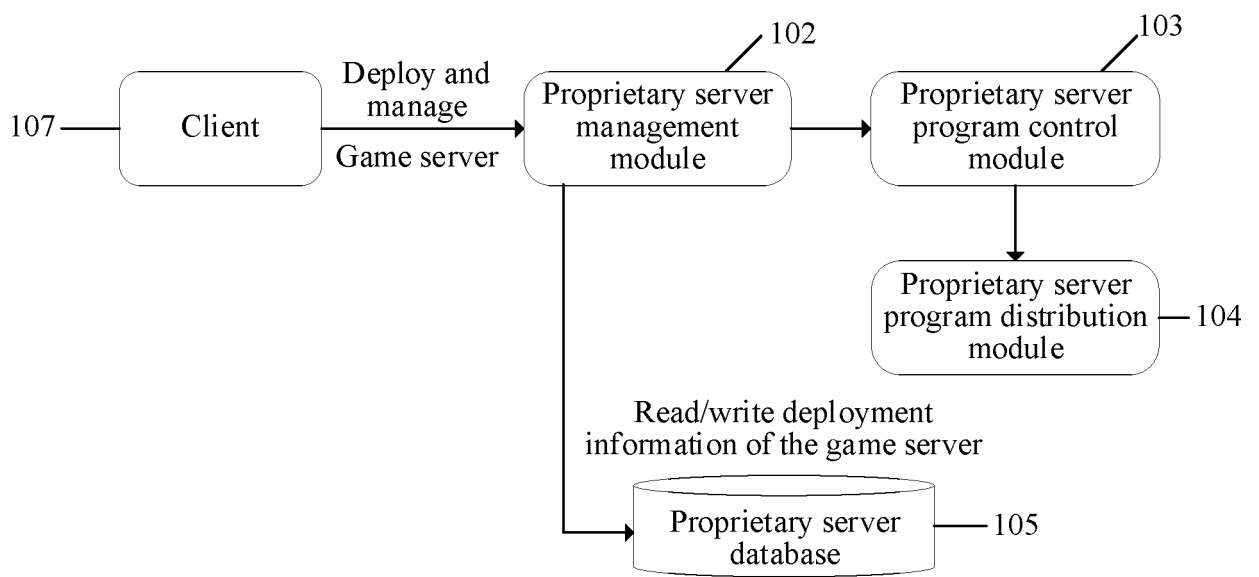 102
103
107
Client
Deploy and
manage
Game server
Proprietary server
management
module
Proprietary server
program control
module
Proprietary server
program distribution
module
104
Read/write deployment
information of the game server
Proprietary server
database
105